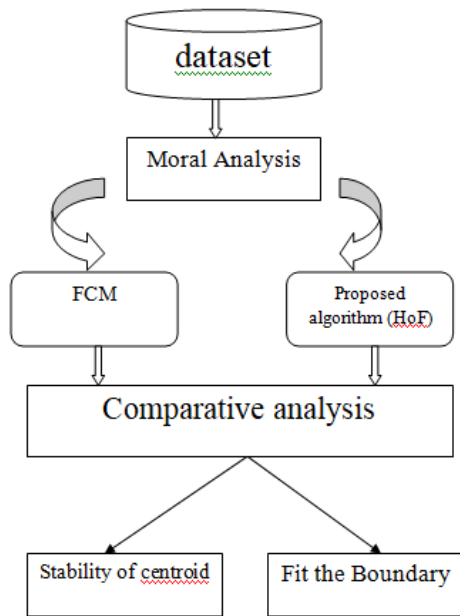 dataset
Moral Analysis
FCM
Proposed
algorithm (HoF)
Comparative analysis
Stability of centroid
Fit the Boundary